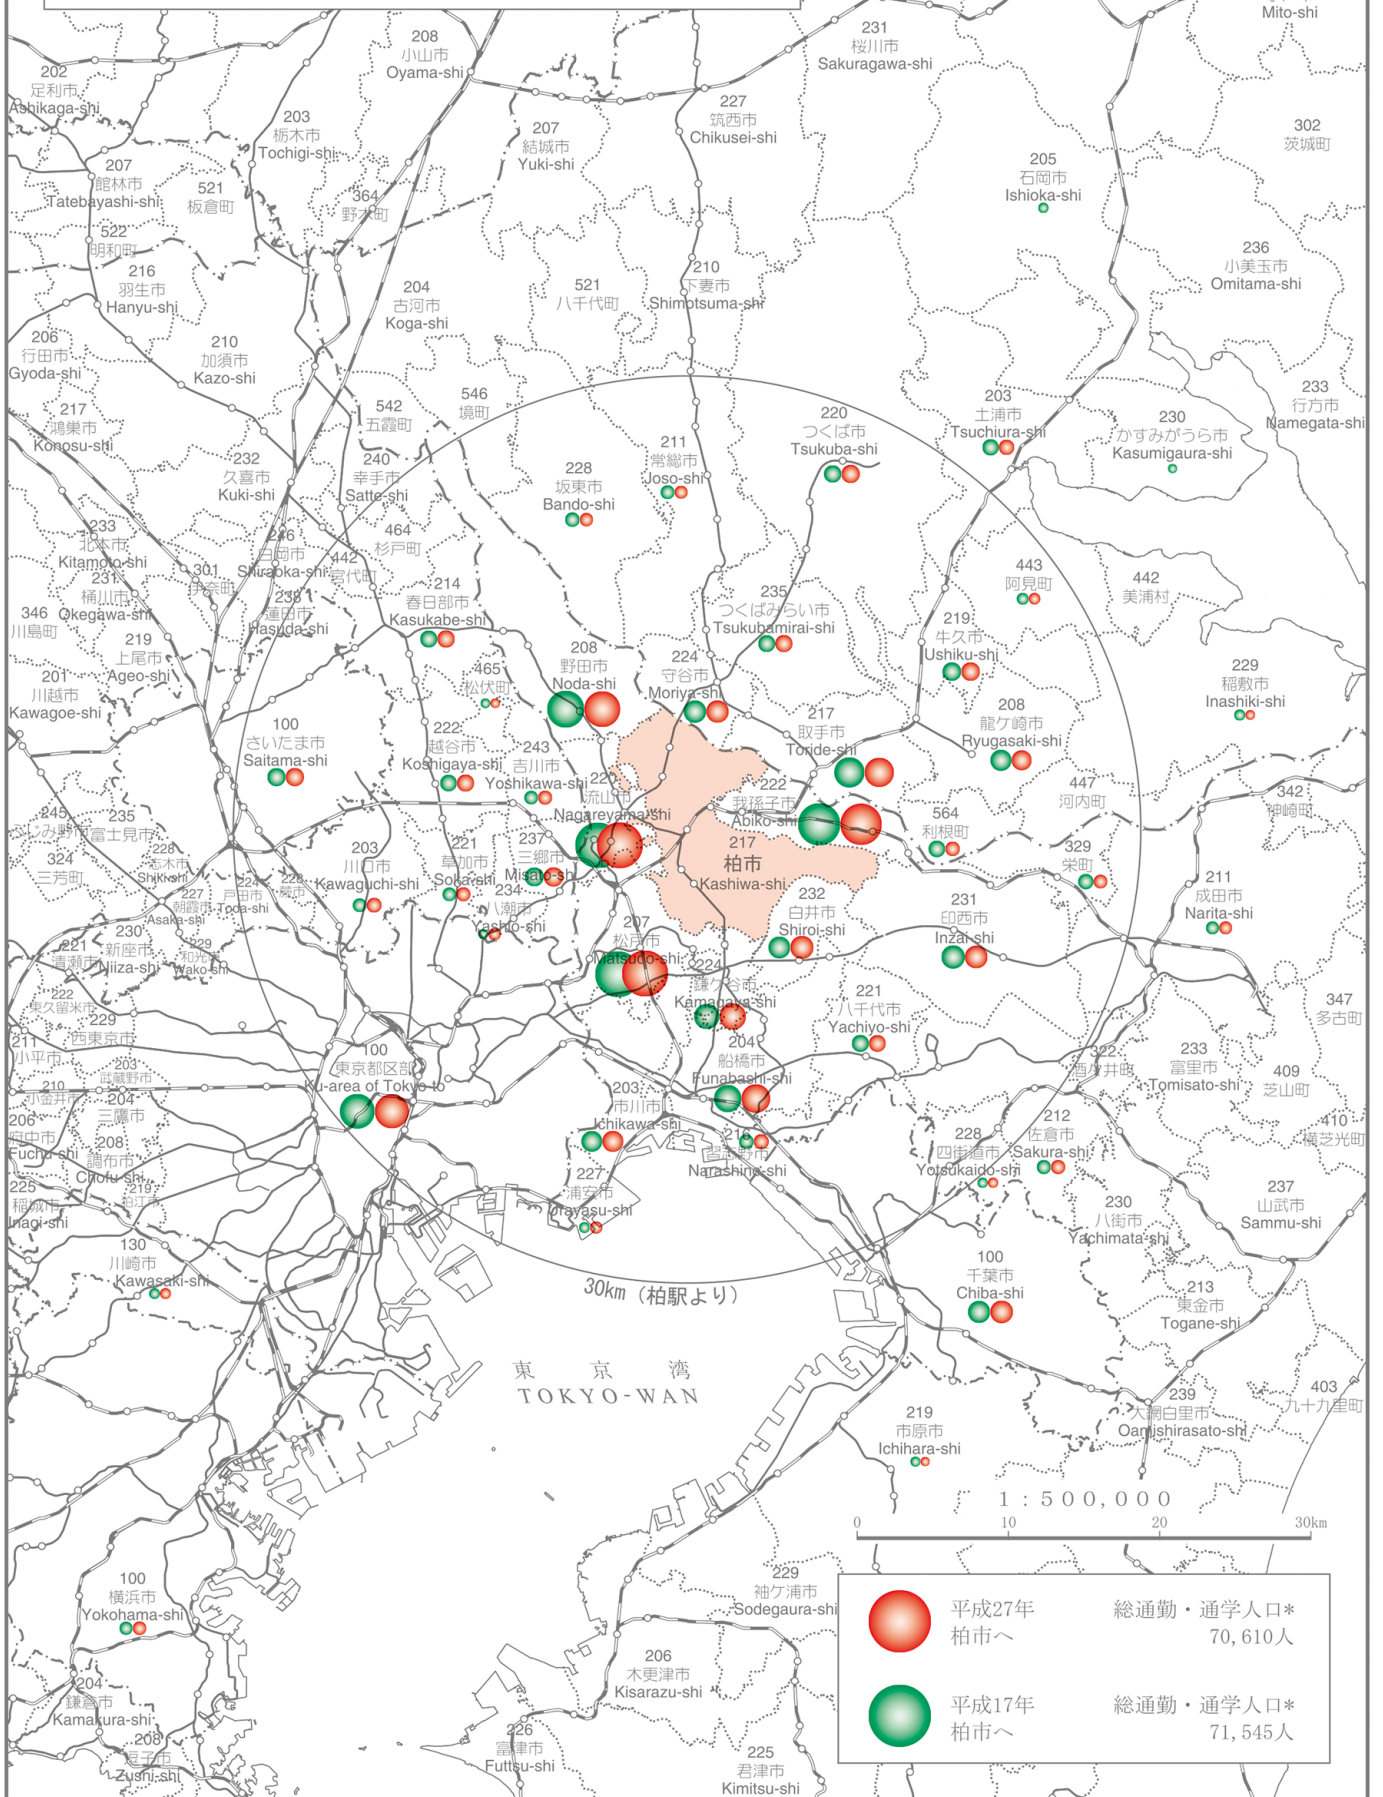 Mito-shi
231
桜川市
Sakuragawa-shi
208
小山市
Oyama-shi
202
足利市
Ashikaga-shi
203
栃木市
Tochigi-shi
227
筑西市
Chikusei-shi
207
結城市
Yuki-shi
302
茨城町
205
石岡市
Ishioka-shi
207
館林市
Tatebayashi-shi
521
板倉町
364
野木町
522
明和町
236
小美玉市
Omitama-shi
216
羽生市
Hanyu-shi
210
下妻市
Shimotsuma-shi
521
八千代町
204
古河市
Koga-shi
206
行田市
Gyoda-shi
210
加須市
Kazo-shi
233
行方市
Namegata-shi
546
境町
542
五霞町
217
鴻巣市
Konosu-shi
203
土浦市
Tsuchiura-shi
230
かすみがうら市
Kasumigaura-shi
220
つくば市
Tsukuba-shi
211
常総市
Joso-shi
228
坂東市
Bando-shi
232
久喜市
Kuki-shi
240
幸手市
Satte-shi
464
杉戸町
233
北本市
Kitamoto-shi
246
白岡市
Shiraoka-shi
442
宮代町
301
伊奈町
231
桶川市
Okegawa-shi
238
蓮田市
Hasuda-shi
443
阿見町
442
美浦村
214
春日部市
Kasukabe-shi
235
つくばみらい市
Tsukubamirai-shi
346
川島町
219
上尾市
Ageo-shi
219
牛久市
Ushiku-shi
208
野田市
Noda-shi
224
守谷市
Moriya-shi
465
松伏町
201
川越市
Kawagoe-shi
229
稲敷市
Inashiki-shi
217
取手市
Toride-shi
208
龍ケ崎市
Ryugasaki-shi
100
さいたま市
Saitama-shi
222
越谷市
Koshigaya-shi
243
吉川市
Yoshikawa-shi
220
流山市
Nagareyama-shi
222
我孫子市
Abiko-shi
447
河内町
342
神崎町
564
利根町
245
ふじみ野市
235
富士見市
324
三芳町
228
志木市
Shiki-shi
203
川口市
Kawaguchi-shi
221
草加市
Soka-shi
237
三郷市
Misato-shi
217
柏市
Kashiwa-shi
329
栄町
211
成田市
Narita-shi
227
朝霞市
Asaka-shi
224
戸田市
Toda-shi
223
蕨市
234
八潮市
Yashio-shi
232
白井市
Shiroi-shi
231
印西市
Inzai-shi
207
松戸市
Matsudo-shi
221
清瀬市
230
新座市
Niiza-shi
229
和光市
Wako-shi
224
鎌ケ谷市
Kamagaya-shi
222
東久留米市
229
西東京市
221
八千代市
Yachiyo-shi
347
多古町
211
小平市
100
東京都区部
Ku-area of Tokyo-to
204
船橋市
Funabashi-shi
322
酒々井町
233
富里市
Tomisato-shi
409
芝山町
210
小金井市
203
武蔵野市
204
三鷹市
203
市川市
Ichikawa-shi
206
府中市
Fuchu-shi
208
調布市
Chofu-shi
216
習志野市
Narashino-shi
228
四街道市
Yotsukaido-shi
212
佐倉市
Sakura-shi
410
横芝光町
225
稲城市
Inagi-shi
219
狛江市
227
浦安市
Urayasu-shi
230
八街市
Yachimata-shi
237
山武市
Sammu-shi
130
川崎市
Kawasaki-shi
100
千葉市
Chiba-shi
213
東金市
Togane-shi
30km（柏駅より）
東京湾
TOKYO-WAN
239
大網白里市
Oamishirasato-shi
403
九十九里町
219
市原市
Ichihara-shi
1：500,000
0 10 20 30km
100
横浜市
Yokohama-shi
229
袖ケ浦市
Sodegaura-shi
206
木更津市
Kisarazu-shi
204
鎌倉市
Kamakura-shi
208
逗子市
Zushi-shi
226
富津市
Futtsu-shi
225
君津市
Kimitsu-shi
平成27年 総通勤・通学人口*
柏市へ 70,610人
平成17年 総通勤・通学人口*
柏市へ 71,545人